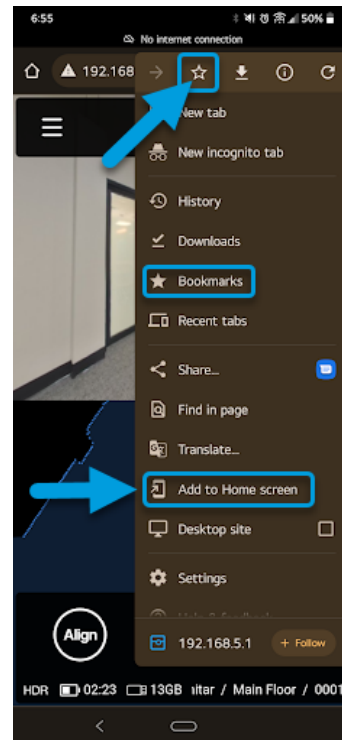 6:55
50%
No internet connection
192.168
New tab
New incognito tab
History
Downloads
Bookmarks
Recent tabs
Share...
Find in page
Translate...
Add to Home screen
Desktop site
Settings
Align
192.168.5.1
+ Follow
HDR 02:23 13GB itar / Main Floor / 0001